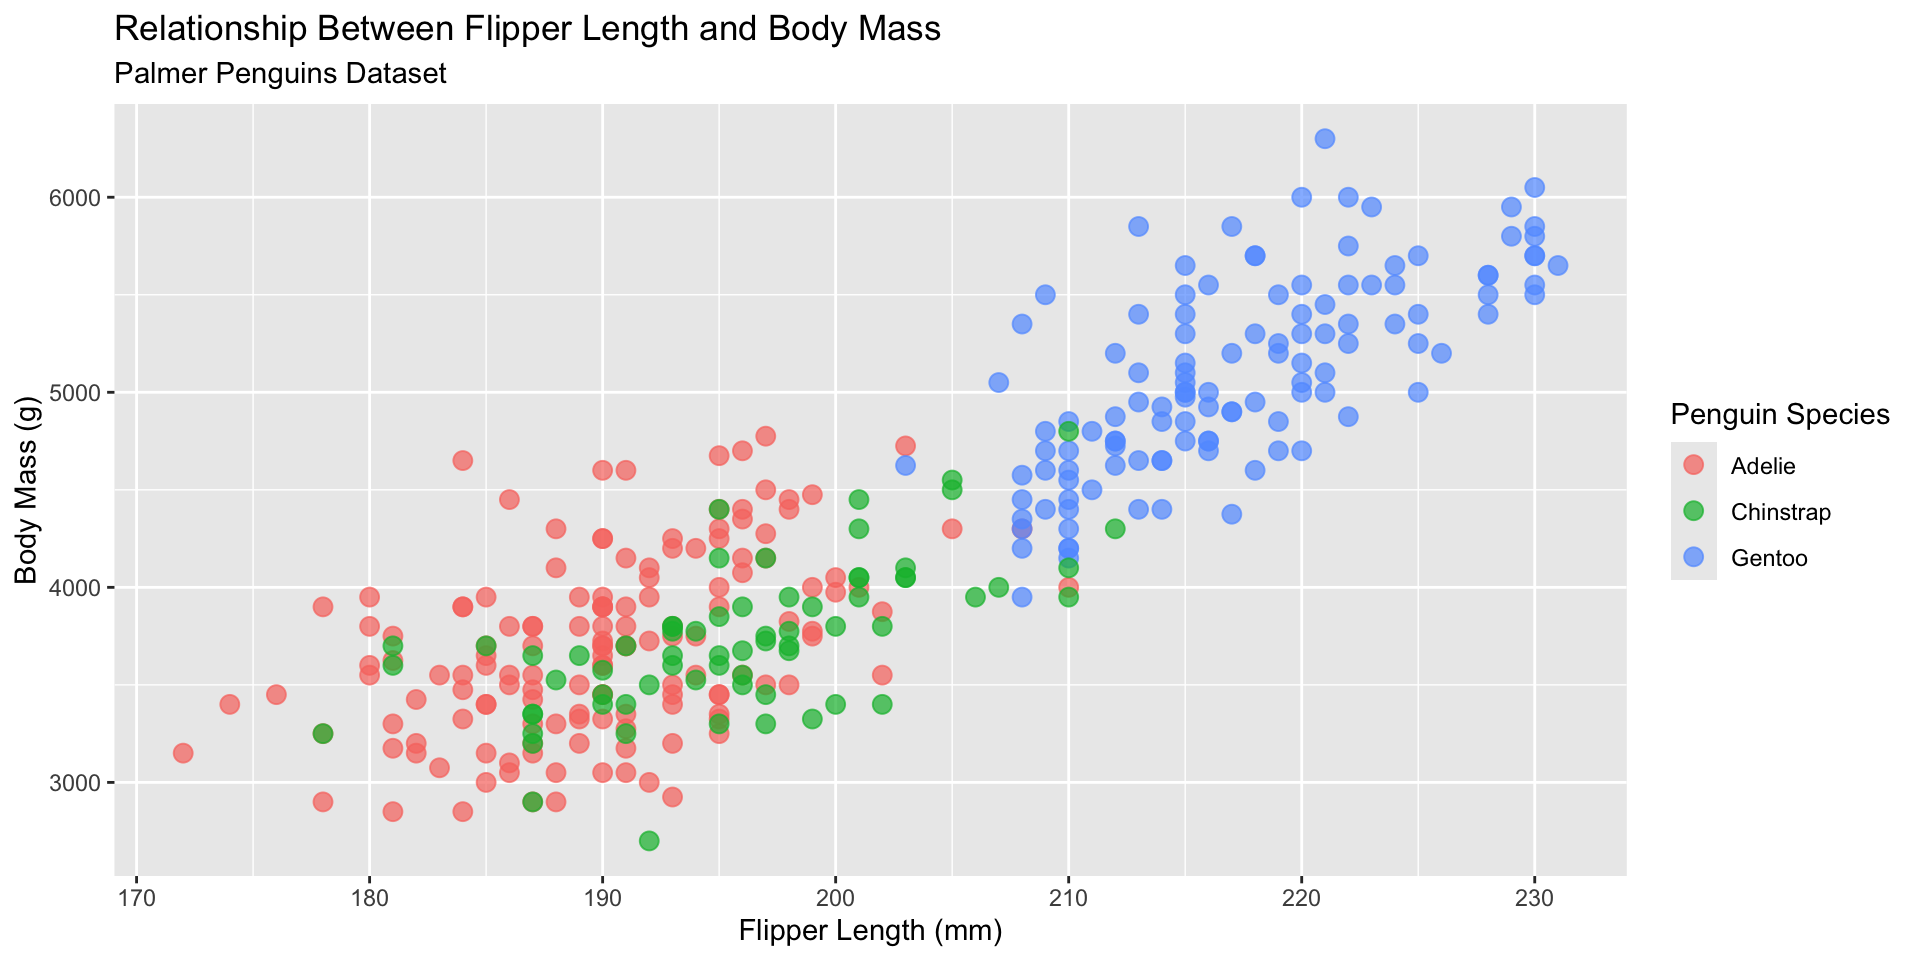 Relationship Between Flipper Length and Body Mass
Palmer Penguins Dataset
Body Mass (g)
6000
5000
4000
3000
170 180 190 200 210 220 230
Flipper Length (mm)
Penguin Species
Adelie
Chinstrap
Gentoo